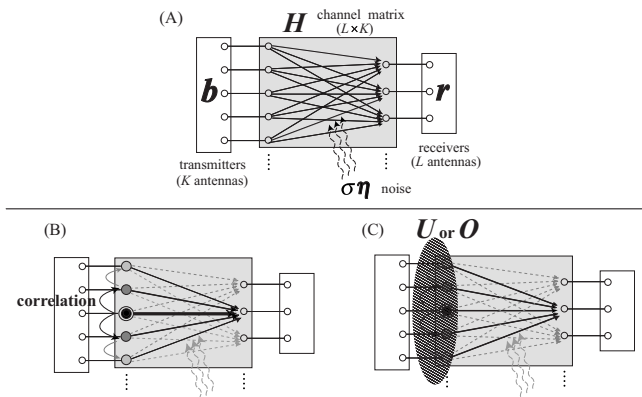 (A)
H channel matrix
(L×K)
b
r
transmitters
(K antennas)
receivers
(L antennas)
ση noise
(B)
correlation
(C)
U or O